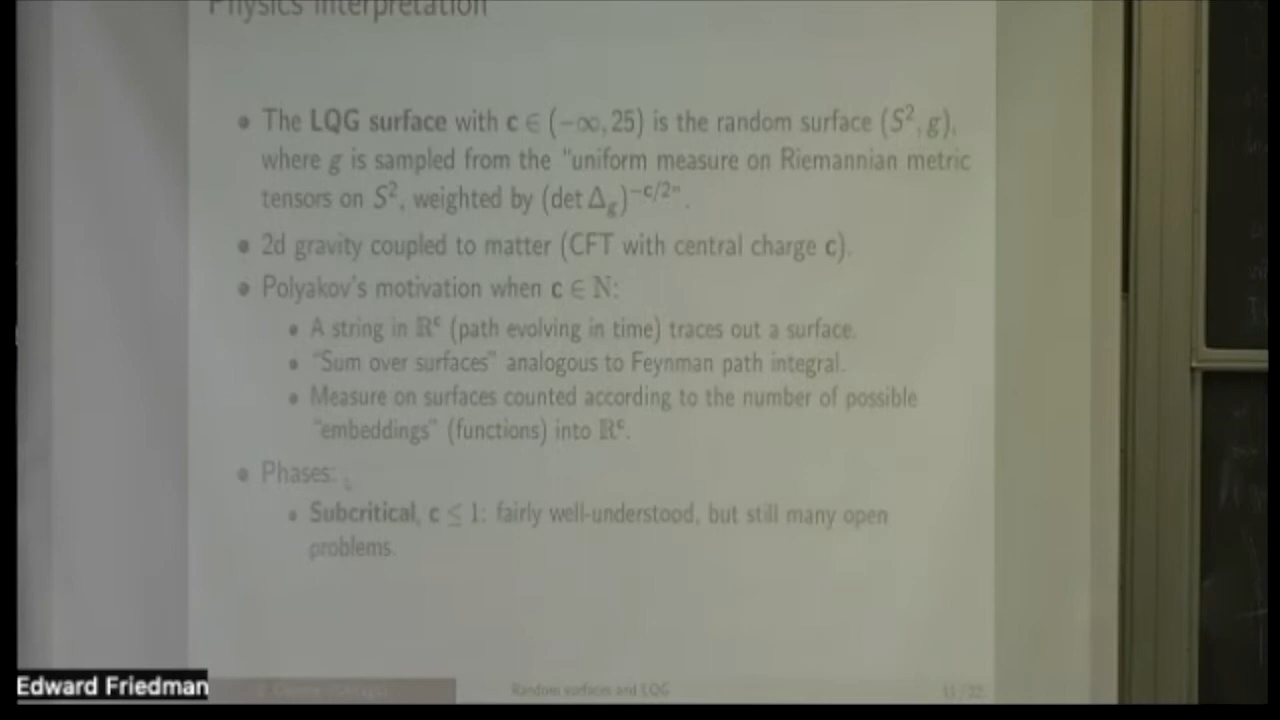 Physics Interpretation
• The LQG surface with c ∈ (−∞, 25) is the random surface (S², g),
where g is sampled from the "uniform measure on Riemannian metric
tensors on S², weighted by (det Δ_g)^{−c/2}".
• 2d gravity coupled to matter (CFT with central charge c).
• Polyakov's motivation when c ∈ ℕ:
• A string in ℝ^c (path evolving in time) traces out a surface.
• "Sum over surfaces" analogous to Feynman path integral.
• Measure on surfaces counted according to the number of possible
"embeddings" (functions) into ℝ^c.
• Phases:
• Subcritical, c ≤ 1: fairly well-understood, but still many open
problems.
Edward Friedman
Random surfaces and LQG